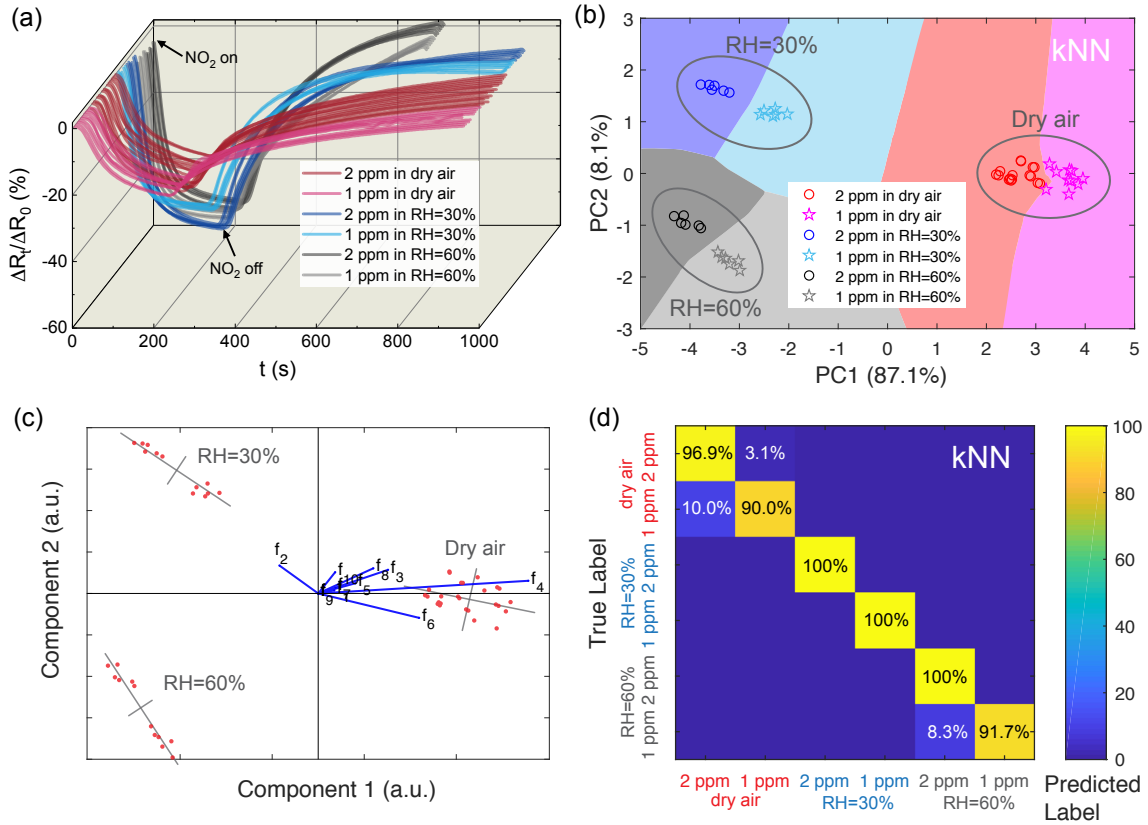 (a)
NO2 on
ΔRt/ΔR0 (%)
0
-20
-40
-60
NO2 off
2 ppm in dry air
1 ppm in dry air
2 ppm in RH=30%
1 ppm in RH=30%
2 ppm in RH=60%
1 ppm in RH=60%
0 200 400 600 800 1000
t (s)
(b)
3
2
1
0
-1
-2
-3
PC2 (8.1%)
RH=30%
kNN
Dry air
RH=60%
2 ppm in dry air
1 ppm in dry air
2 ppm in RH=30%
1 ppm in RH=30%
2 ppm in RH=60%
1 ppm in RH=60%
-5 -4 -3 -2 -1 0 1 2 3 4 5
PC1 (87.1%)
(c)
RH=30%
Dry air
RH=60%
f2
f10
f8
f3
f5
f4
f9
f7
f6
Component 2 (a.u.)
Component 1 (a.u.)
(d)
kNN
96.9% 3.1%
10.0% 90.0%
100%
100%
100%
8.3% 91.7%
True Label
dry air
1 ppm 2 ppm
RH=30%
1 ppm 2 ppm
RH=60%
1 ppm 2 ppm
2 ppm 1 ppm 2 ppm 1 ppm 2 ppm 1 ppm
dry air RH=30% RH=60%
Predicted
Label
100
80
60
40
20
0